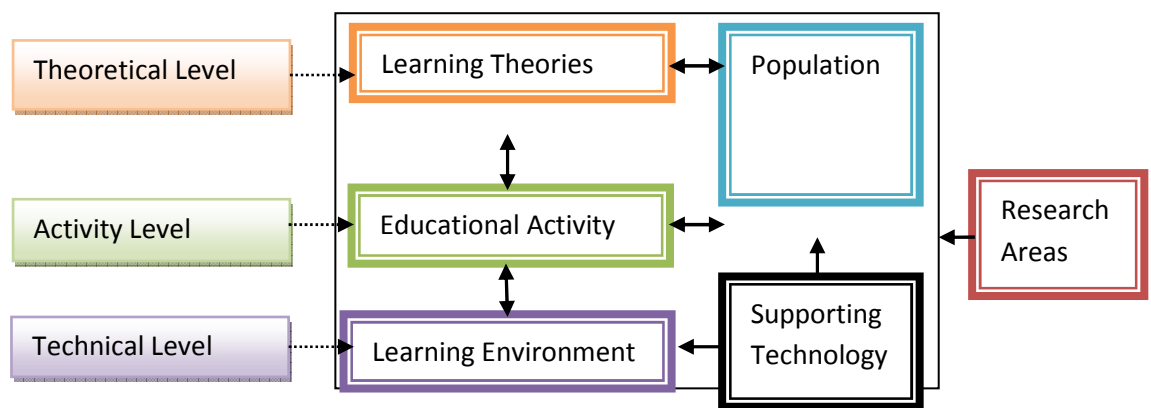 Theoretical Level
Learning Theories
Population
Activity Level
Educational Activity
Research
Areas
Technical Level
Learning Environment
Supporting
Technology